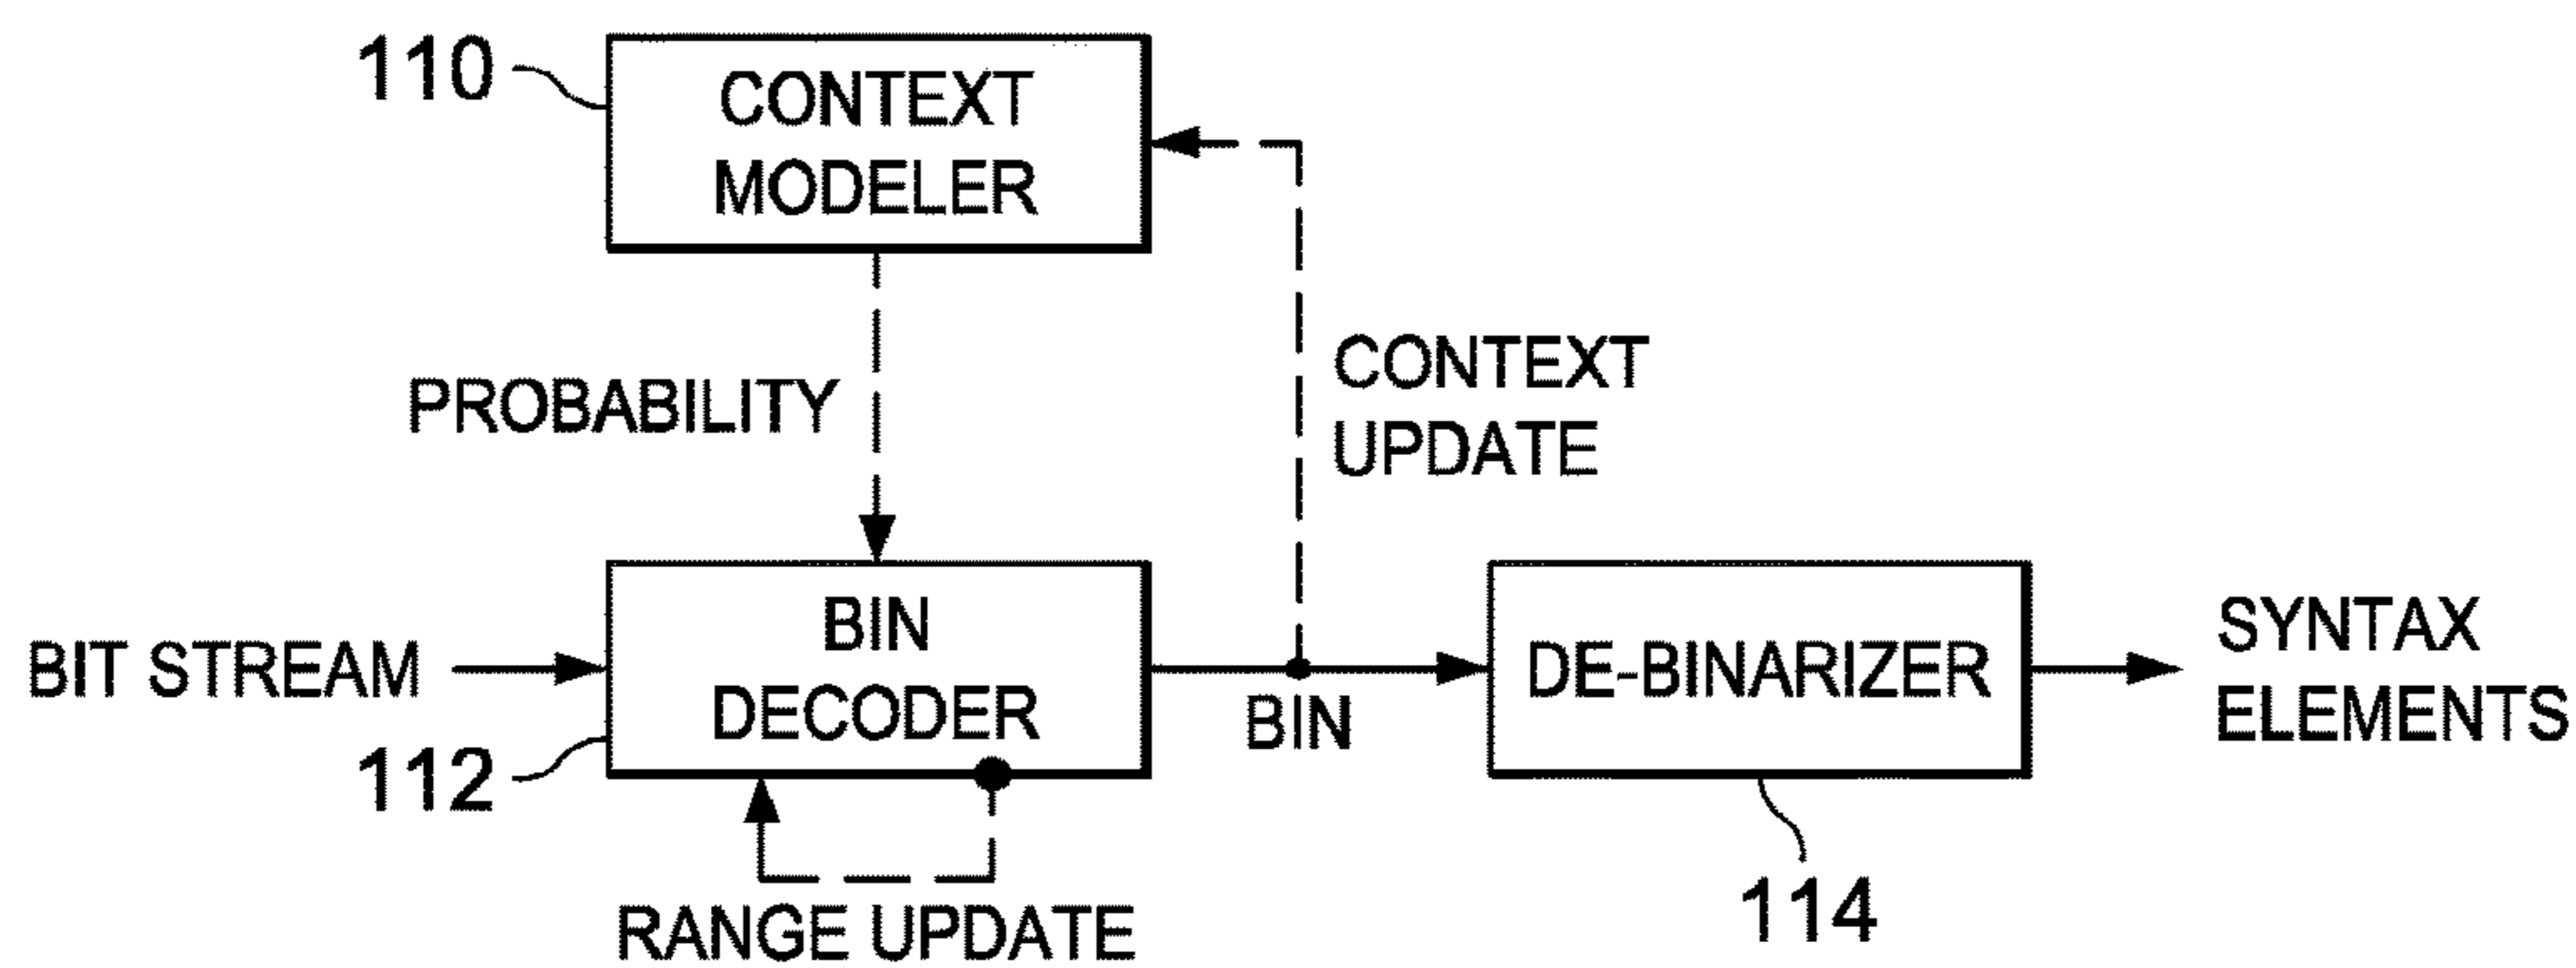 110
CONTEXT
MODELER
PROBABILITY
CONTEXT
UPDATE
BIT STREAM
BIN
DECODER
112
RANGE UPDATE
BIN
DE-BINARIZER
114
SYNTAX
ELEMENTS